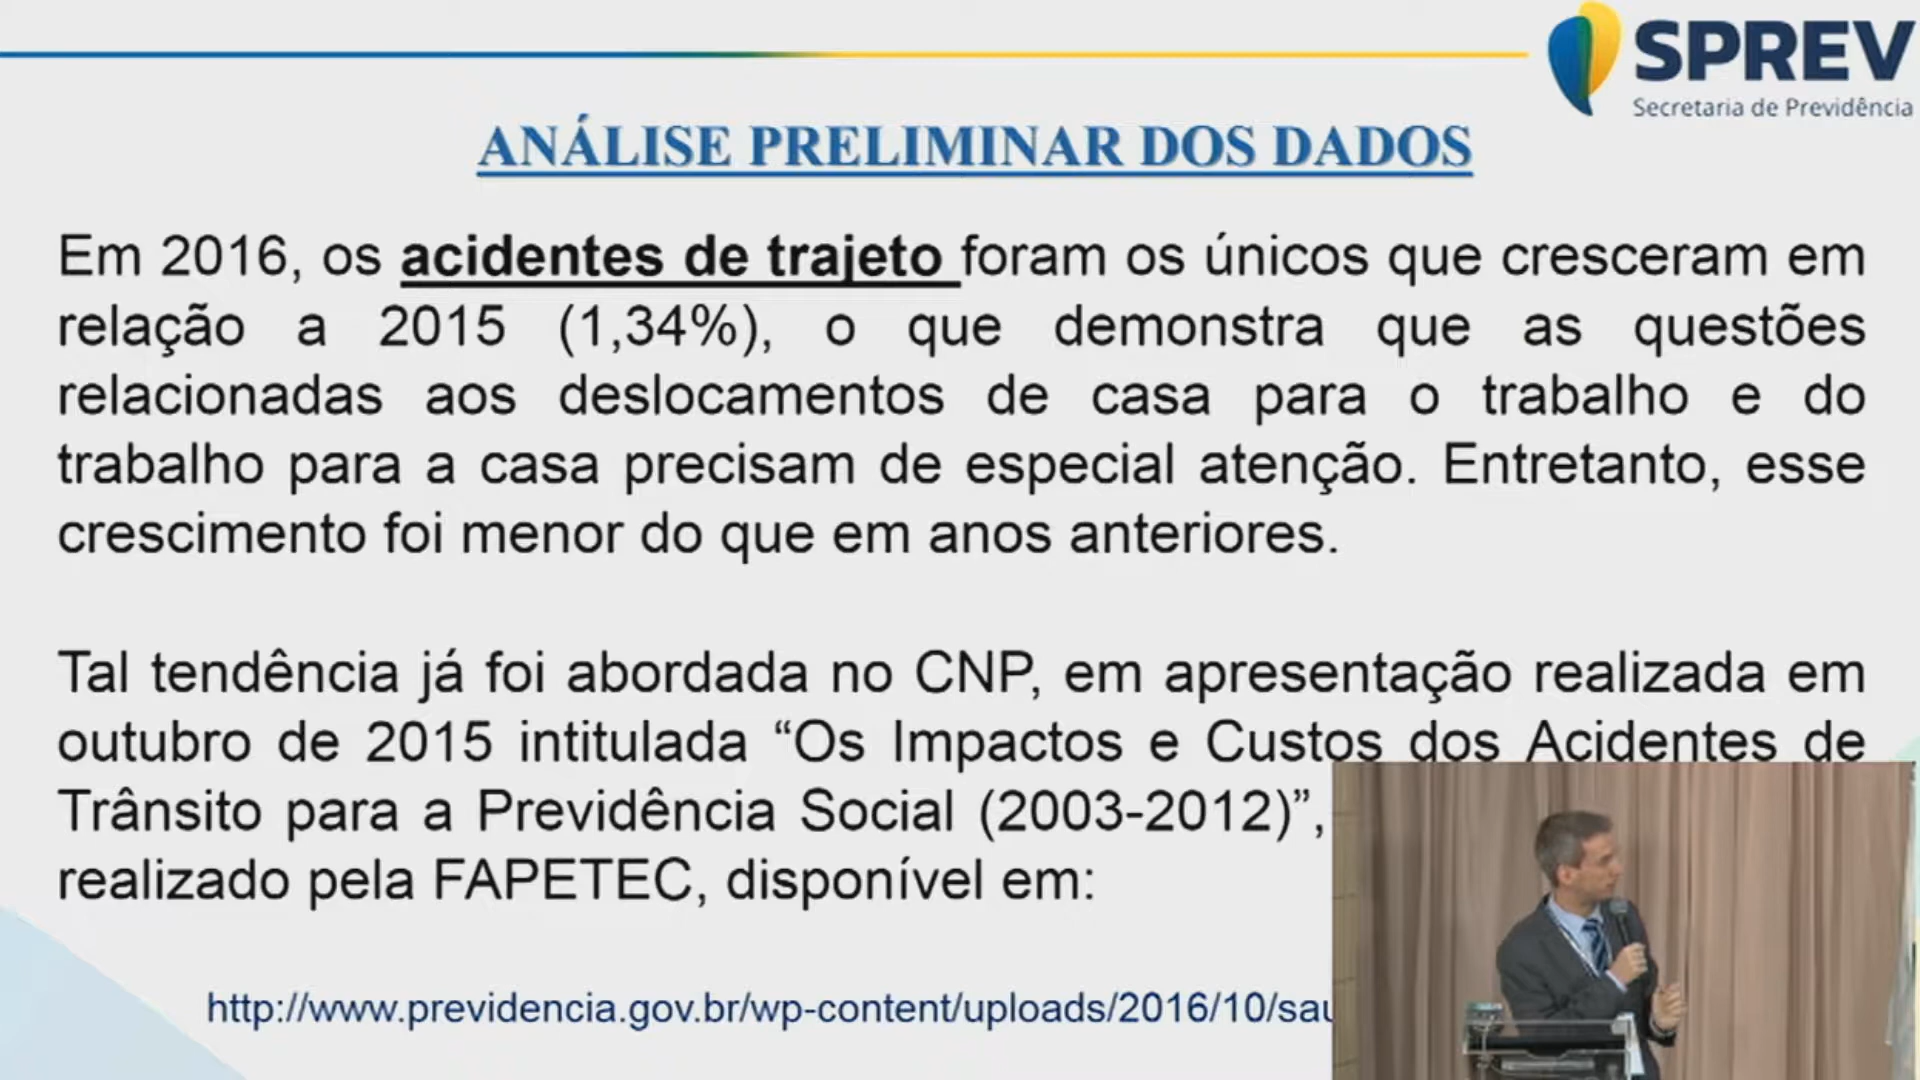 SPREV
Secretaria de Previdência
ANÁLISE PRELIMINAR DOS DADOS
Em 2016, os acidentes de trajeto foram os únicos que cresceram em
relação a 2015 (1,34%), o que demonstra que as questões
relacionadas aos deslocamentos de casa para o trabalho e do
trabalho para a casa precisam de especial atenção. Entretanto, esse
crescimento foi menor do que em anos anteriores.
Tal tendência já foi abordada no CNP, em apresentação realizada em
outubro de 2015 intitulada “Os Impactos e Custos dos Acidentes de
Trânsito para a Previdência Social (2003-2012)”,
realizado pela FAPETEC, disponível em:
http://www.previdencia.gov.br/wp-content/uploads/2016/10/sau